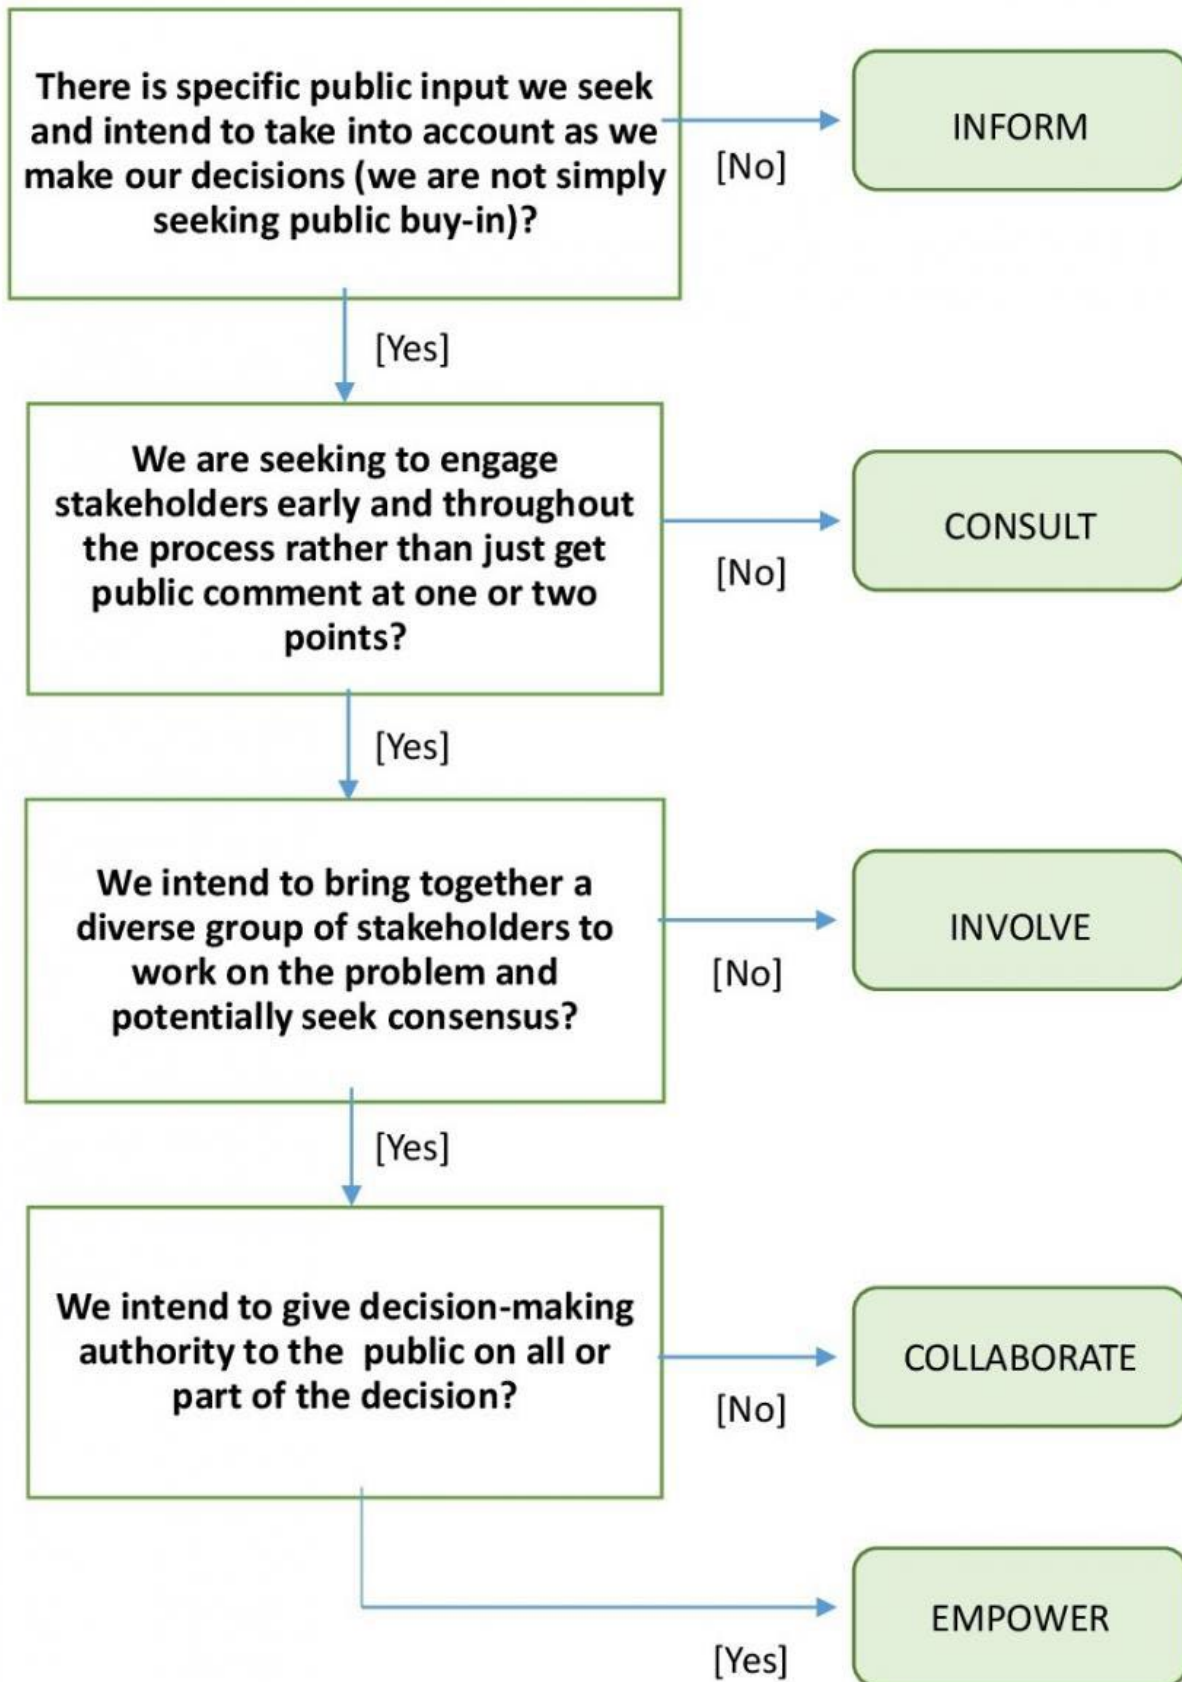 There is specific public input we seek
and intend to take into account as we
make our decisions (we are not simply
seeking public buy-in)?
[No]
INFORM
[Yes]
We are seeking to engage
stakeholders early and throughout
the process rather than just get
public comment at one or two
points?
[No]
CONSULT
[Yes]
We intend to bring together a
diverse group of stakeholders to
work on the problem and
potentially seek consensus?
[No]
INVOLVE
[Yes]
We intend to give decision-making
authority to the public on all or
part of the decision?
[No]
COLLABORATE
[Yes]
EMPOWER